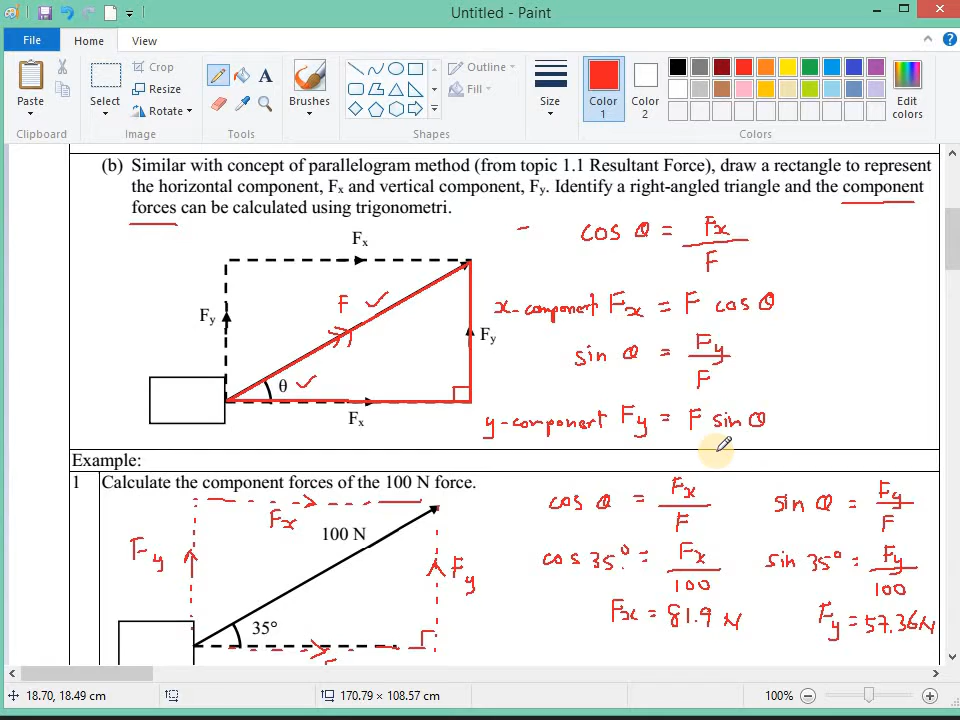 Untitled - Paint
File Home View
Paste
Select
Crop
Resize
Rotate
Brushes
Size
Outline
Fill
Color 1
Color 2
Edit colors
Clipboard Image Tools Shapes Colors
(b) Similar with concept of parallelogram method (from topic 1.1 Resultant Force), draw a rectangle to represent
the horizontal component, Fx and vertical component, Fy. Identify a right-angled triangle and the component
forces can be calculated using trigonometri.
Fx
Fy
F
θ
Fy
Fx
cos θ = Fx / F
x-component Fx = F cos θ
sin θ = Fy / F
y-component Fy = F sin θ
Example:
1 Calculate the component forces of the 100 N force.
Fx
100 N
Fy
Fy
35°
cos θ = Fx / F
cos 35° = Fx / 100
Fx = 81.9 N
sin θ = Fy / F
sin 35° = Fy / 100
Fy = 57.36 N
18.70, 18.49 cm
170.79 × 108.57cm
100%